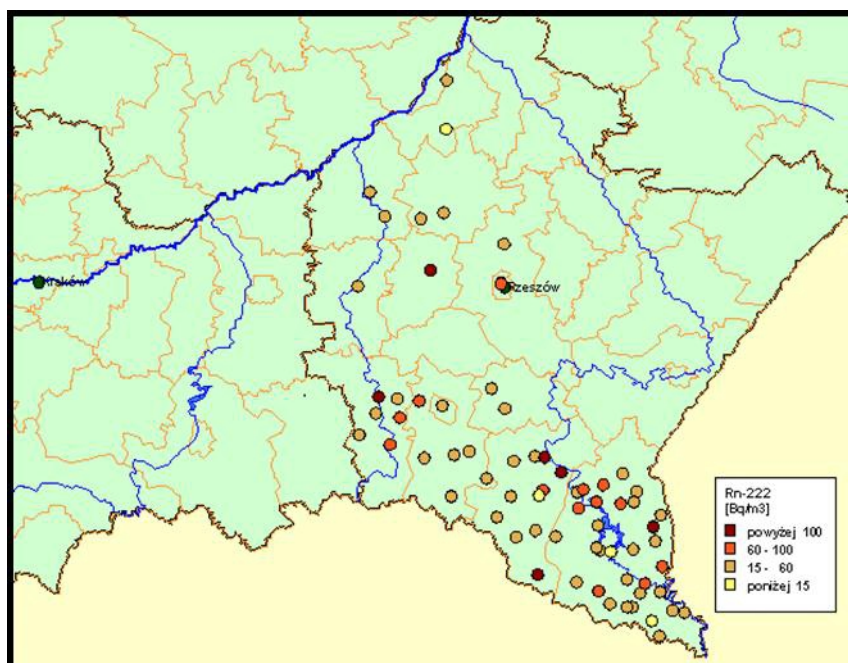 Kraków
Rzeszów
Rn-222
[Bq/m3]
powyżej 100
60 - 100
15 - 60
poniżej 15